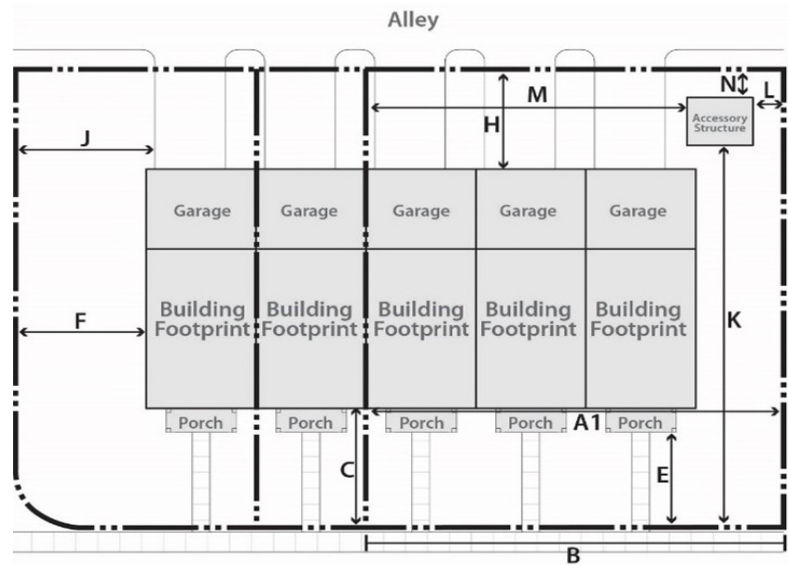 Alley
N
L
M
H
Accessory
Structure
J
Garage
Garage
Garage
Garage
Garage
Building
Footprint
Building
Footprint
Building
Footprint
Building
Footprint
Building
Footprint
F
K
Porch
Porch
Porch
Porch
Porch
A1
C
E
B